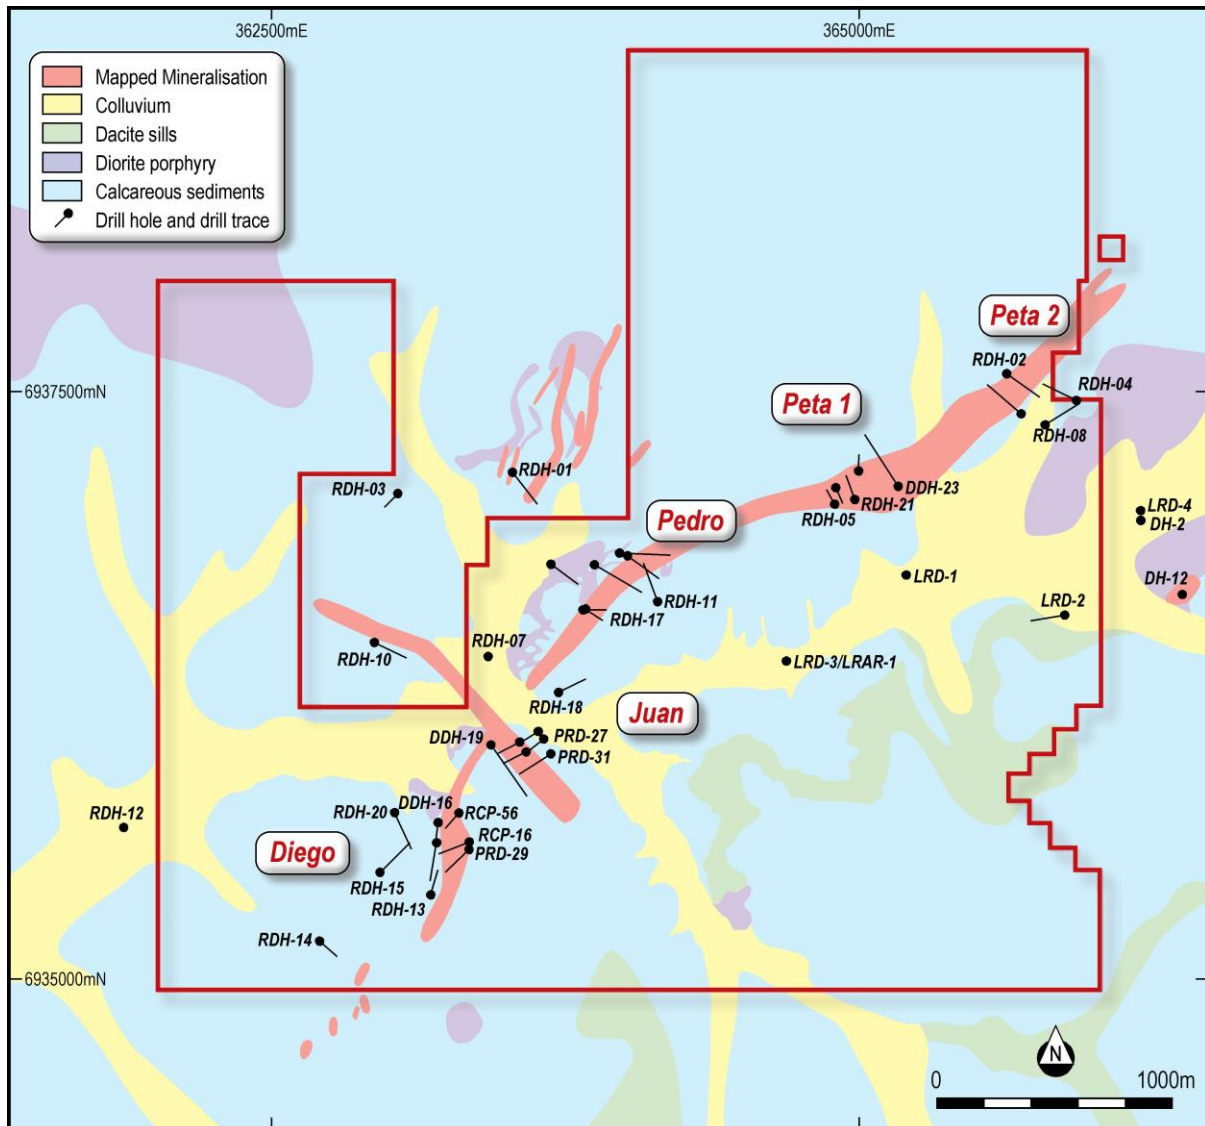 362500mE
365000mE
Mapped Mineralisation
Colluvium
Dacite sills
Diorite porphyry
Calcareous sediments
Drill hole and drill trace
Peta 2
RDH-02
6937500mN
RDH-04
Peta 1
RDH-08
RDH-01
RDH-03
DDH-23
RDH-21
RDH-05
LRD-4
DH-2
Pedro
LRD-1
DH-12
RDH-11
LRD-2
RDH-17
RDH-07
RDH-10
LRD-3/LRAR-1
RDH-18
Juan
DDH-19
PRD-27
PRD-31
DDH-16
RDH-20
RCP-56
RDH-12
RCP-16
Diego
PRD-29
RDH-15
RDH-13
RDH-14
6935000mN
N
0
1000m